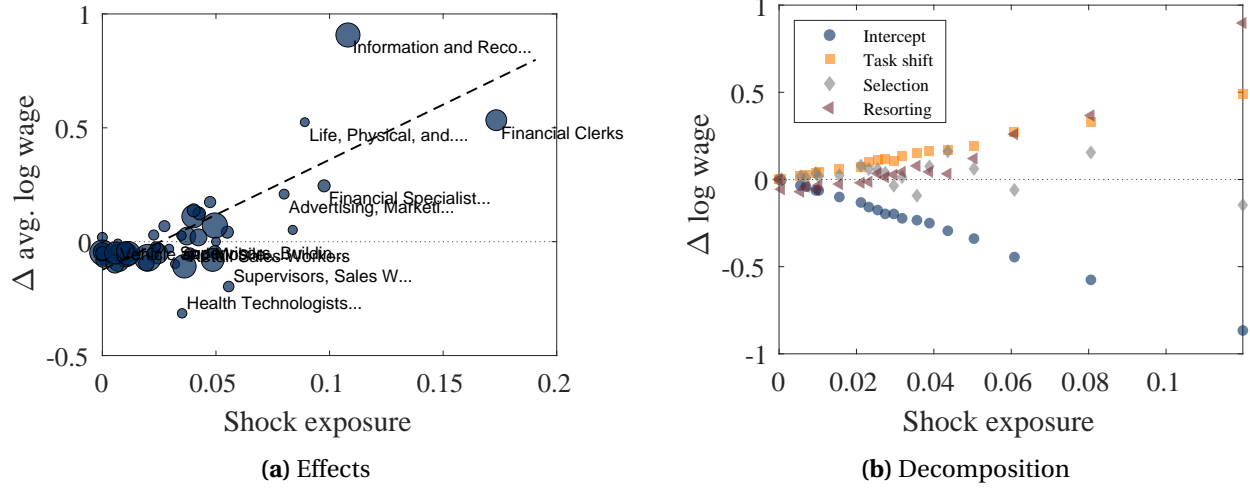 1
0.5
0
-0.5
Δ avg. log wage
Information and Reco...
Life, Physical, and....
Financial Clerks
Financial Specialist...
Advertising, Marketi...
Retail Sales Workers
Supervisors, Sales W...
Health Technologists...
0 0.05 0.1 0.15 0.2
Shock exposure
(a) Effects
1
0.5
0
-0.5
-1
Δ log wage
Intercept
Task shift
Selection
Resorting
0 0.02 0.04 0.06 0.08 0.1
Shock exposure
(b) Decomposition